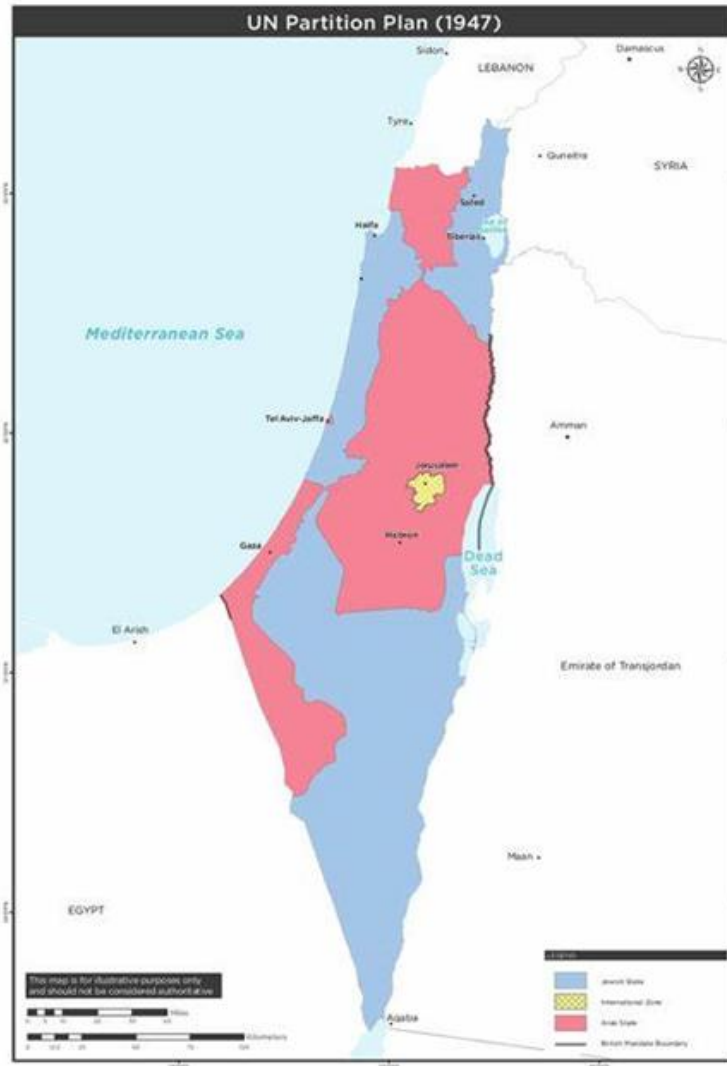 UN Partition Plan (1947)
Sidon
Damascus
LEBANON
Tyre
Quneitra
SYRIA
Safed
Haifa
Tiberias
Mediterranean Sea
Tel Aviv-Jaffa
Amman
Jerusalem
Hebron
Gaza
Dead
Sea
El Arish
Emirate of Transjordan
Maan
EGYPT
This map is for illustrative purposes only
and should not be considered authoritative
Miles
Kilometers
Aqaba
Jewish State
International Zone
Arab State
British Mandate Boundary